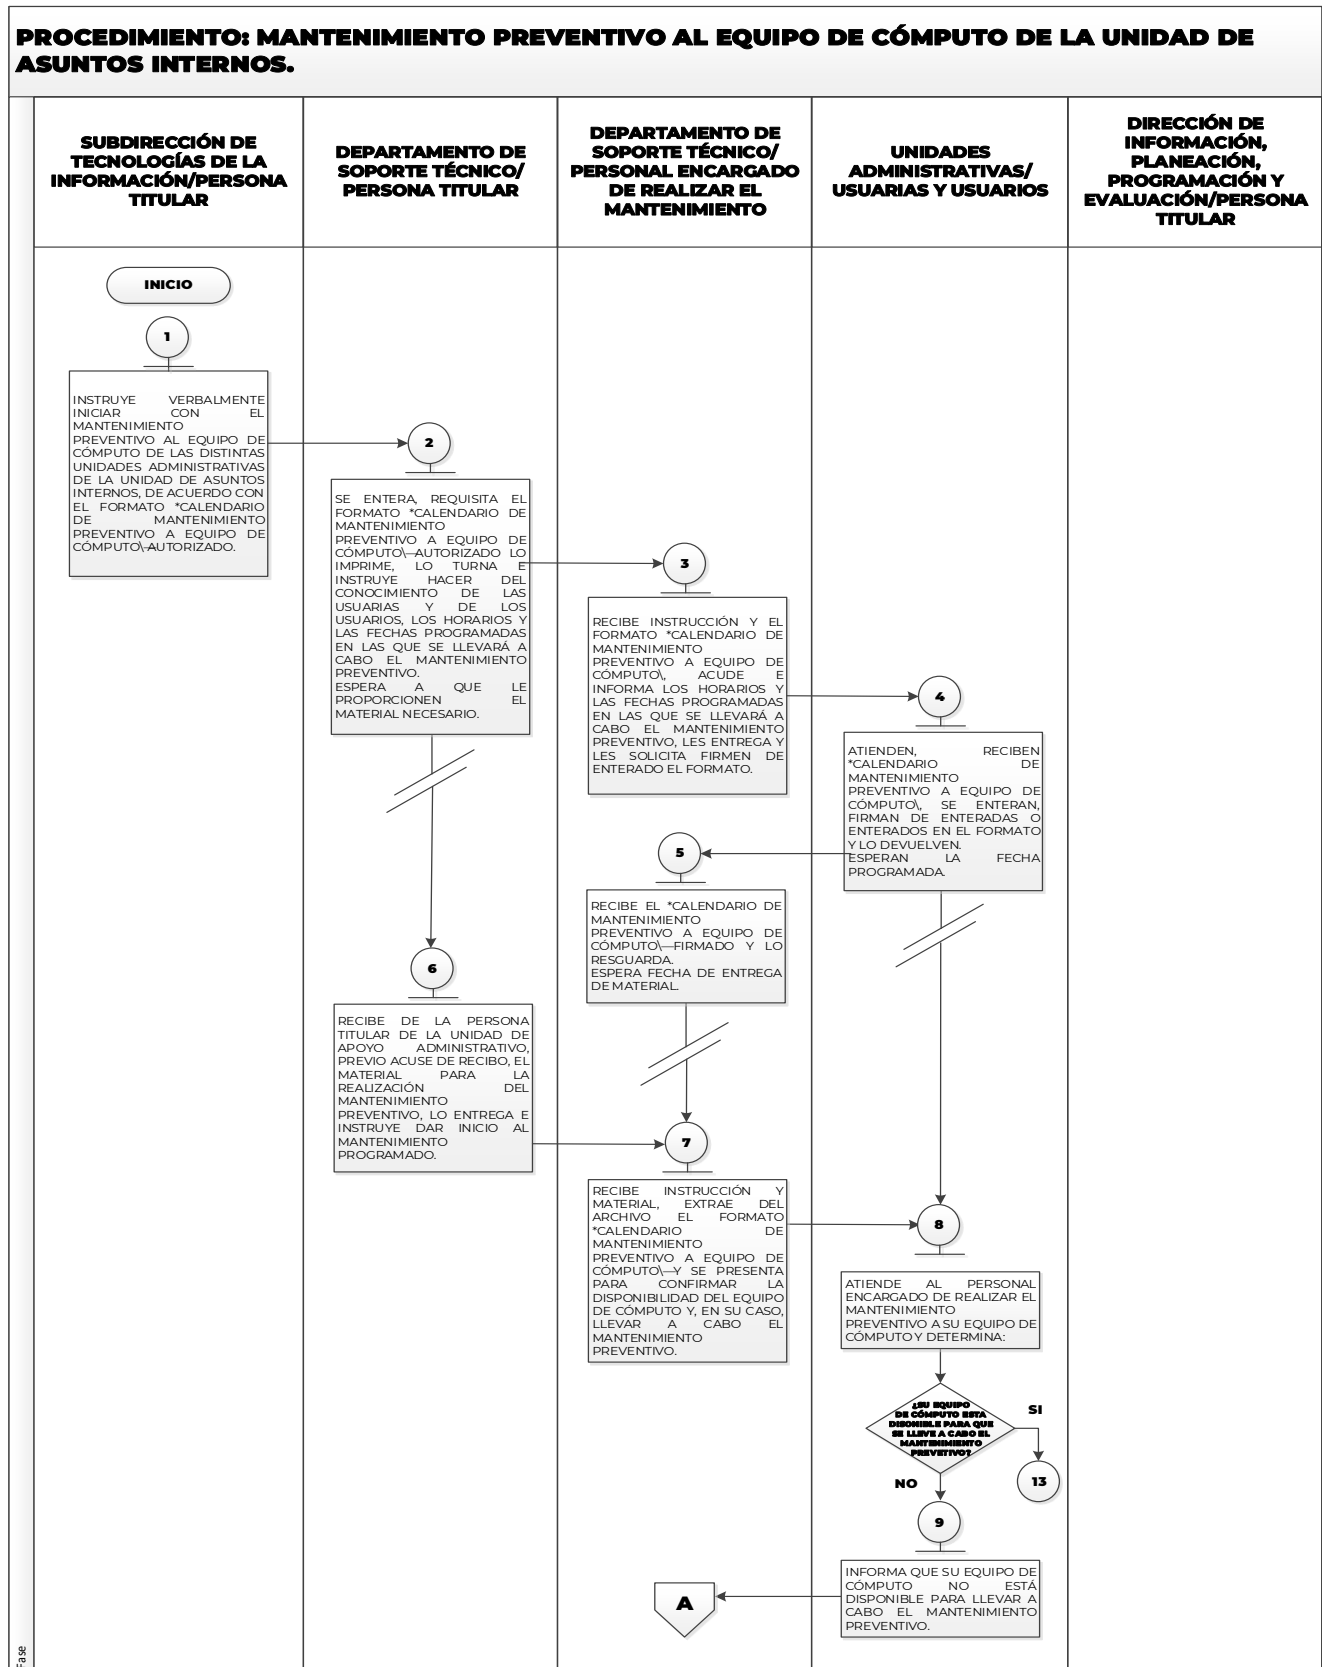 PROCEDIMIENTO: MANTENIMIENTO PREVENTIVO AL EQUIPO DE CÓMPUTO DE LA UNIDAD DE
ASUNTOS INTERNOS.
SUBDIRECCIÓN DE
TECNOLOGÍAS DE LA
INFORMACIÓN/PERSONA
TITULAR
DEPARTAMENTO DE
SOPORTE TÉCNICO/
PERSONA TITULAR
DEPARTAMENTO DE
SOPORTE TÉCNICO/
PERSONAL ENCARGADO
DE REALIZAR EL
MANTENIMIENTO
UNIDADES
ADMINISTRATIVAS/
USUARIAS Y USUARIOS
DIRECCIÓN DE
INFORMACIÓN,
PLANEACIÓN,
PROGRAMACIÓN Y
EVALUACIÓN/PERSONA
TITULAR
INICIO
1
INSTRUYE VERBALMENTE
INICIAR CON EL
MANTENIMIENTO
PREVENTIVO AL EQUIPO DE
CÓMPUTO DE LAS DISTINTAS
UNIDADES ADMINISTRATIVAS
DE LA UNIDAD DE ASUNTOS
INTERNOS, DE ACUERDO CON
EL FORMATO *CALENDARIO
DE MANTENIMIENTO
PREVENTIVO A EQUIPO DE
CÓMPUTO\—AUTORIZADO.
2
SE ENTERA, REQUISITA EL
FORMATO *CALENDARIO DE
MANTENIMIENTO
PREVENTIVO A EQUIPO DE
CÓMPUTO\—AUTORIZADO LO
IMPRIME, LO TURNA E
INSTRUYE HACER DEL
CONOCIMIENTO DE LAS
USUARIAS Y DE LOS
USUARIOS, LOS HORARIOS Y
LAS FECHAS PROGRAMADAS
EN LAS QUE SE LLEVARÁ A
CABO EL MANTENIMIENTO
PREVENTIVO.
ESPERA A QUE LE
PROPORCIONEN EL
MATERIAL NECESARIO.
3
RECIBE INSTRUCCIÓN Y EL
FORMATO *CALENDARIO DE
MANTENIMIENTO
PREVENTIVO A EQUIPO DE
CÓMPUTO\, ACUDE E
INFORMA LOS HORARIOS Y
LAS FECHAS PROGRAMADAS
EN LAS QUE SE LLEVARÁ A
CABO EL MANTENIMIENTO
PREVENTIVO, LES ENTREGA Y
LES SOLICITA FIRMEN DE
ENTERADO EL FORMATO.
4
ATIENDEN, RECIBEN
*CALENDARIO DE
MANTENIMIENTO
PREVENTIVO A EQUIPO DE
CÓMPUTO\, SE ENTERAN,
FIRMAN DE ENTERADAS O
ENTERADOS EN EL FORMATO
Y LO DEVUELVEN.
ESPERAN LA FECHA
PROGRAMADA.
5
RECIBE EL *CALENDARIO DE
MANTENIMIENTO
PREVENTIVO A EQUIPO DE
CÓMPUTO\—FIRMADO Y LO
RESGUARDA.
ESPERA FECHA DE ENTREGA
DE MATERIAL.
6
RECIBE DE LA PERSONA
TITULAR DE LA UNIDAD DE
APOYO ADMINISTRATIVO,
PREVIO ACUSE DE RECIBO, EL
MATERIAL PARA LA
REALIZACIÓN DEL
MANTENIMIENTO
PREVENTIVO, LO ENTREGA E
INSTRUYE DAR INICIO AL
MANTENIMIENTO
PROGRAMADO.
7
RECIBE INSTRUCCIÓN Y
MATERIAL, EXTRAE DEL
ARCHIVO EL FORMATO
*CALENDARIO DE
MANTENIMIENTO
PREVENTIVO A EQUIPO DE
CÓMPUTO\—Y SE PRESENTA
PARA CONFIRMAR LA
DISPONIBILIDAD DEL EQUIPO
DE CÓMPUTO Y, EN SU CASO,
LLEVAR A CABO EL
MANTENIMIENTO
PREVENTIVO.
8
ATIENDE AL PERSONAL
ENCARGADO DE REALIZAR EL
MANTENIMIENTO
PREVENTIVO A SU EQUIPO DE
CÓMPUTO Y DETERMINA:
¿SU EQUIPO
DE CÓMPUTO ESTA
DISONIBLE PARA QUE
SE LLEVE A CABO EL
MANTENIMIENTO
PREVETIVO?
SI
13
NO
9
INFORMA QUE SU EQUIPO DE
CÓMPUTO NO ESTÁ
DISPONIBLE PARA LLEVAR A
CABO EL MANTENIMIENTO
PREVENTIVO.
A
Fase